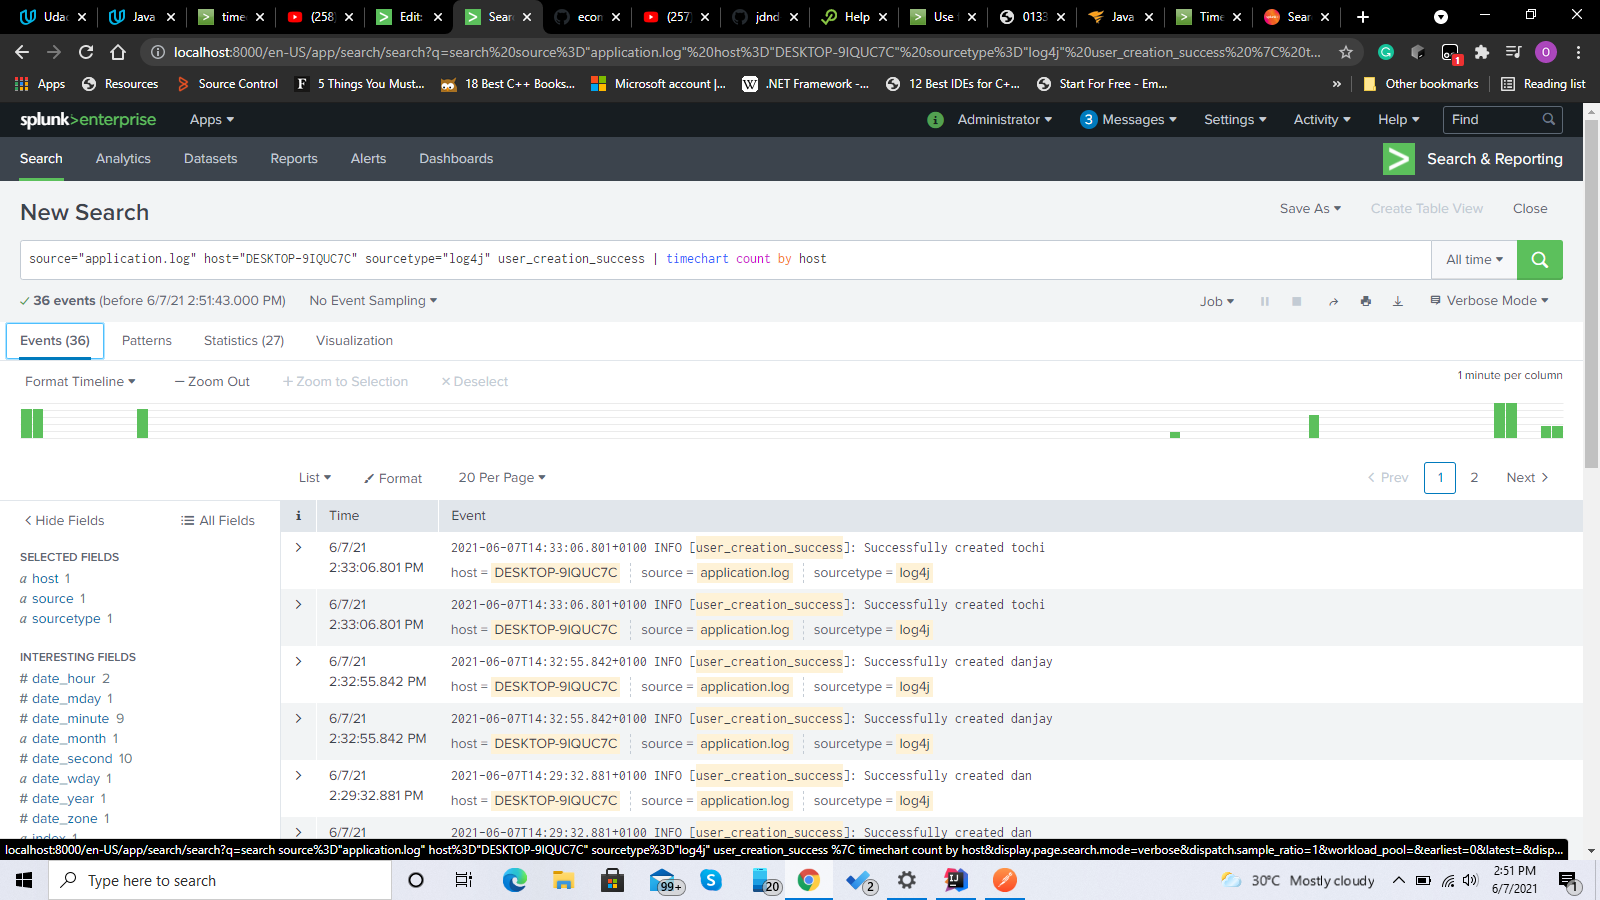 Udac Java time (258) Edit: Sear econ (257) jdnd Help Use 0133 Java Time Sear
localhost:8000/en-US/app/search/search?q=search%20source%3D"application.log"%20host%3D"DESKTOP-9IQUC7C"%20sourcetype%3D"log4j"%20user_creation_success%20%7C%20t... 1 O
Apps Resources Source Control 5 Things You Must... 18 Best C++ Books... Microsoft account |... .NET Framework -... 12 Best IDEs for C+... Start For Free - Em... » Other bookmarks Reading list
splunk>enterprise Apps Administrator 3 Messages Settings Activity Help Find
Search Analytics Datasets Reports Alerts Dashboards Search & Reporting
New Search Save As Create Table View Close
source="application.log" host="DESKTOP-9IQUC7C" sourcetype="log4j" user_creation_success | timechart count by host All time
✓ 36 events (before 6/7/21 2:51:43.000 PM) No Event Sampling Job Verbose Mode
Events (36) Patterns Statistics (27) Visualization
Format Timeline — Zoom Out + Zoom to Selection × Deselect 1 minute per column
List Format 20 Per Page < Prev 1 2 Next >
< Hide Fields All Fields i Time Event
SELECTED FIELDS
a host 1
a source 1
a sourcetype 1
INTERESTING FIELDS
# date_hour 2
# date_mday 1
# date_minute 9
a date_month 1
# date_second 10
a date_wday 1
# date_year 1
# date_zone 1
a index 1
> 6/7/21 2021-06-07T14:33:06.801+0100 INFO [user_creation_success]: Successfully created tochi
2:33:06.801 PM host = DESKTOP-9IQUC7C source = application.log sourcetype = log4j
> 6/7/21 2021-06-07T14:33:06.801+0100 INFO [user_creation_success]: Successfully created tochi
2:33:06.801 PM host = DESKTOP-9IQUC7C source = application.log sourcetype = log4j
> 6/7/21 2021-06-07T14:32:55.842+0100 INFO [user_creation_success]: Successfully created danjay
2:32:55.842 PM host = DESKTOP-9IQUC7C source = application.log sourcetype = log4j
> 6/7/21 2021-06-07T14:32:55.842+0100 INFO [user_creation_success]: Successfully created danjay
2:32:55.842 PM host = DESKTOP-9IQUC7C source = application.log sourcetype = log4j
> 6/7/21 2021-06-07T14:29:32.881+0100 INFO [user_creation_success]: Successfully created dan
2:29:32.881 PM host = DESKTOP-9IQUC7C source = application.log sourcetype = log4j
> 6/7/21 2021-06-07T14:29:32.881+0100 INFO [user_creation_success]: Successfully created dan
localhost:8000/en-US/app/search/search?q=search source%3D"application.log" host%3D"DESKTOP-9IQUC7C" sourcetype%3D"log4j" user_creation_success %7C timechart count by host&display.page.search.mode=verbose&dispatch.sample_ratio=1&workload_pool=&earliest=0&latest=&disp...
Type here to search 99+ 20 2 30°C Mostly cloudy 2:51 PM
6/7/2021 1